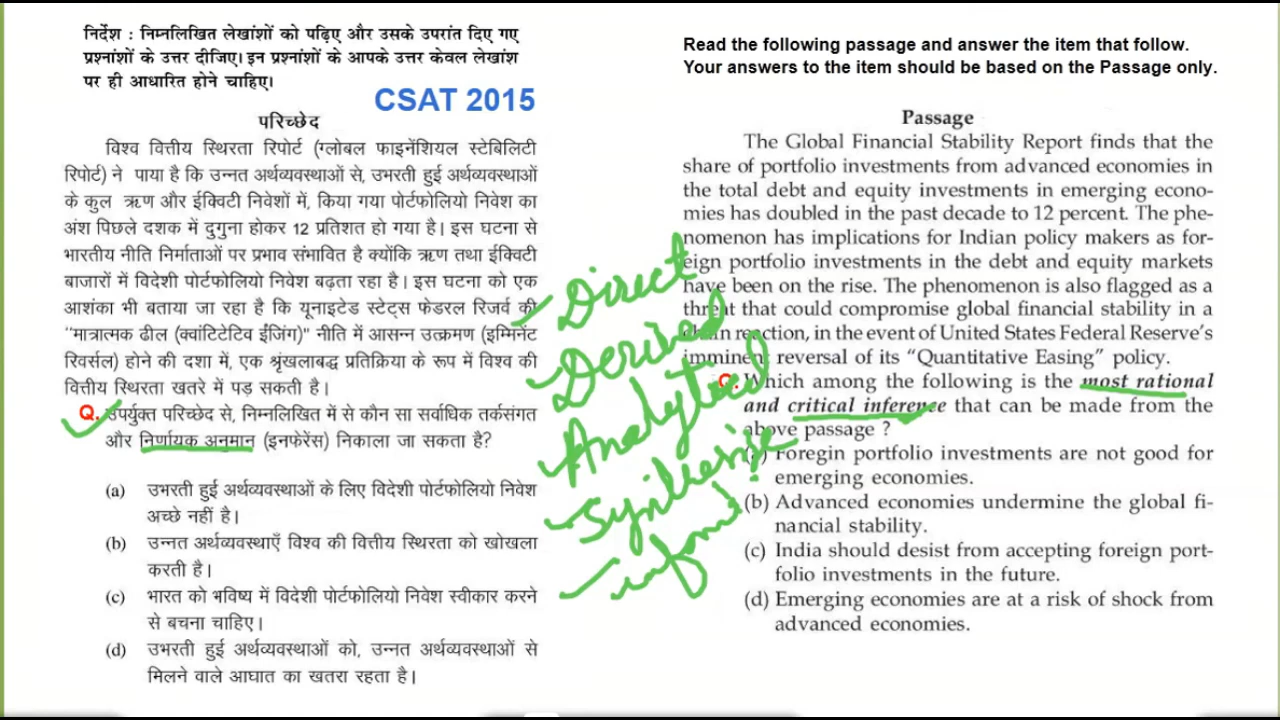 निर्देश : निम्नलिखित लेखांशों को पढ़िए और उसके उपरांत दिए गए
प्रश्नांशों के उत्तर दीजिए। इन प्रश्नांशों के आपके उत्तर केवल लेखांश
पर ही आधारित होने चाहिए।
CSAT 2015
परिच्छेद
विश्व वित्तीय स्थिरता रिपोर्ट (ग्लोबल फाइनेंशियल स्टेबिलिटी
रिपोर्ट) ने पाया है कि उन्नत अर्थव्यवस्थाओं से, उभरती हुई अर्थव्यवस्थाओं
के कुल ऋण और ईक्विटी निवेशों में, किया गया पोर्टफोलियो निवेश का
अंश पिछले दशक में दुगुना होकर 12 प्रतिशत हो गया है। इस घटना से
भारतीय नीति निर्माताओं पर प्रभाव संभावित है क्योंकि ऋण तथा ईक्विटी
बाजारों में विदेशी पोर्टफोलियो निवेश बढ़ता रहा है। इस घटना को एक
आशंका भी बताया जा रहा है कि यूनाइटेड स्टेट्स फेडरल रिजर्व की
"मात्रात्मक ढील (क्वांटिटेटिव ईंजिंग)" नीति में आसन्न उत्क्रमण (इम्मिनेंट
रिवर्सल) होने की दशा में, एक श्रृंखलाबद्ध प्रतिक्रिया के रूप में विश्व की
वित्तीय स्थिरता खतरे में पड़ सकती है।
Q. उपर्युक्त परिच्छेद से, निम्नलिखित में से कौन सा सर्वाधिक तर्कसंगत
और निर्णायक अनुमान (इनफेरेंस) निकाला जा सकता है?
(a) उभरती हुई अर्थव्यवस्थाओं के लिए विदेशी पोर्टफोलियो निवेश
अच्छे नहीं है।
(b) उन्नत अर्थव्यवस्थाएँ विश्व की वित्तीय स्थिरता को खोखला
करती है।
(c) भारत को भविष्य में विदेशी पोर्टफोलियो निवेश स्वीकार करने
से बचना चाहिए।
(d) उभरती हुई अर्थव्यवस्थाओं को, उन्नत अर्थव्यवस्थाओं से
मिलने वाले आघात का खतरा रहता है।
Direct
Derived
Synthesize
Read the following passage and answer the item that follow.
Your answers to the item should be based on the Passage only.
Passage
The Global Financial Stability Report finds that the
share of portfolio investments from advanced economies in
the total debt and equity investments in emerging econo-
mies has doubled in the past decade to 12 percent. The phe-
nomenon has implications for Indian policy makers as for-
eign portfolio investments in the debt and equity markets
have been on the rise. The phenomenon is also flagged as a
threat that could compromise global financial stability in a
chain reaction, in the event of United States Federal Reserve's
imminent reversal of its "Quantitative Easing" policy.
Q. Which among the following is the most rational
and critical inference that can be made from the
above passage ?
(a) Foregin portfolio investments are not good for
emerging economies.
(b) Advanced economies undermine the global fi-
nancial stability.
(c) India should desist from accepting foreign port-
folio investments in the future.
(d) Emerging economies are at a risk of shock from
advanced economies.